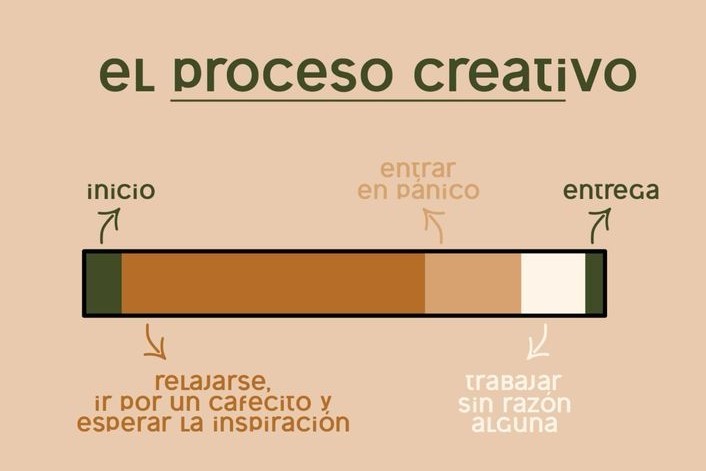 el proceso creativo
inicio
entrar
en pánico
entrega
relajarse,
ir por un cafecito y
esperar la inspiración
trabajar
sin razón
alguna